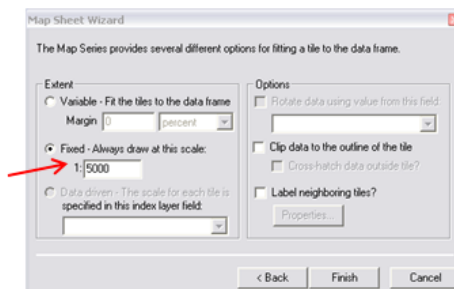 Map Sheet Wizard
The Map Series provides several different options for fitting a tile to the data frame.
Extent
Variable - Fit the tiles to the data frame
Margin 0 percent
Fixed - Always draw at this scale:
1: 5000
Data driven - The scale for each tile is
specified in this index layer field:
Options
Rotate data using value from this field:
Clip data to the outline of the tile
Cross-hatch data outside tile?
Label neighboring tiles?
Properties...
< Back Finish Cancel